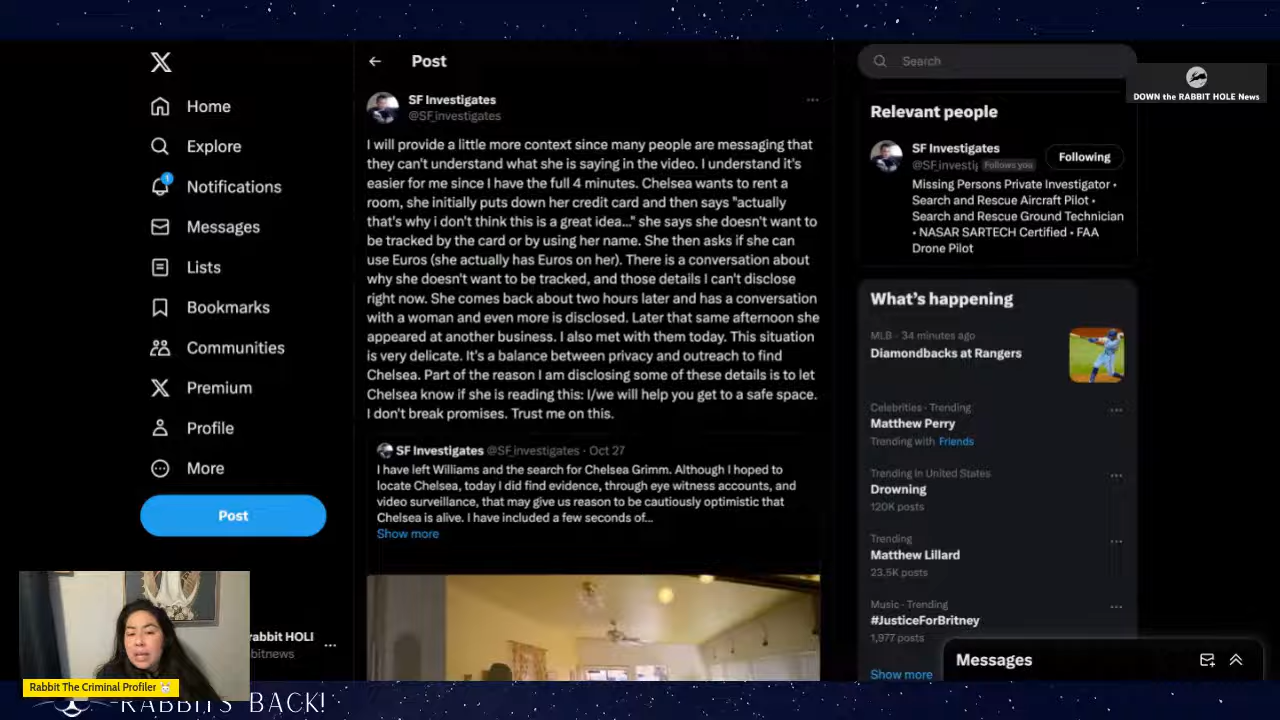 Post
SF Investigates
@SF_investigates
I will provide a little more context since many people are messaging that
they can't understand what she is saying in the video. I understand it's
easier for me since I have the full 4 minutes. Chelsea wants to rent a
room, she initially puts down her credit card and then says "actually
that's why i don't think this is a great idea..." she says she doesn't want to
be tracked by the card or by using her name. She then asks if she can
use Euros (she actually has Euros on her). There is a conversation about
why she doesn't want to be tracked, and those details I can't disclose
right now. She comes back about two hours later and has a conversation
with a woman and even more is disclosed. Later that same afternoon she
appeared at another business. I also met with them today. This situation
is very delicate. It's a balance between privacy and outreach to find
Chelsea. Part of the reason I am disclosing some of these details is to let
Chelsea know if she is reading this: I/we will help you get to a safe space.
I don't break promises. Trust me on this.
SF Investigates @SF_investigates · Oct 27
I have left Williams and the search for Chelsea Grimm. Although I hoped to
locate Chelsea, today I did find evidence, through eye witness accounts, and
video surveillance, that may give us reason to be cautiously optimistic that
Chelsea is alive. I have included a few seconds of...
Show more
Home
Explore
1
Notifications
Messages
Lists
Bookmarks
Communities
Premium
Profile
More
Post
rabbit HOLI
bitnews
Rabbit The Criminal Profiler
RABBIT'S BACK!
Search
DOWN the RABBIT HOLE News
Relevant people
SF Investigates
@SF_investig Follows you
Following
Missing Persons Private Investigator •
Search and Rescue Aircraft Pilot •
Search and Rescue Ground Technician
• NASAR SARTECH Certified • FAA
Drone Pilot
What's happening
MLB · 34 minutes ago
Diamondbacks at Rangers
Celebrities · Trending
Matthew Perry
Trending with Friends
Trending in United States
Drowning
120K posts
Trending
Matthew Lillard
23.5K posts
Music · Trending
#JusticeForBritney
1,977 posts
Show more
Messages